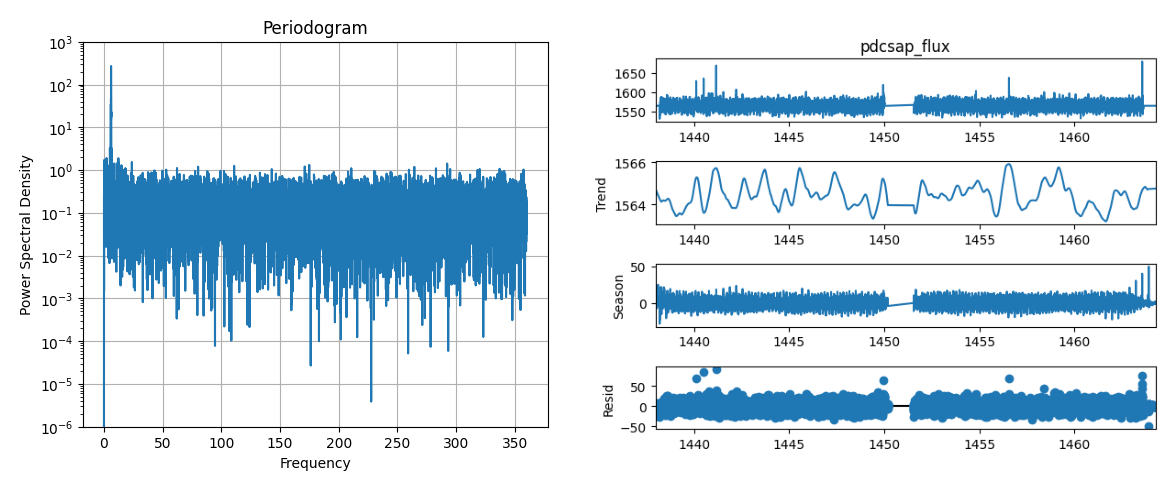 Periodogram
Power Spectral Density
10³
10²
10¹
10⁰
10⁻¹
10⁻²
10⁻³
10⁻⁴
10⁻⁵
10⁻⁶
0 50 100 150 200 250 300 350
Frequency
pdcsap_flux
1650
1600
1550
1440 1445 1450 1455 1460
Trend
1566
1564
1440 1445 1450 1455 1460
Season
50
0
1440 1445 1450 1455 1460
Resid
50
0
−50
1440 1445 1450 1455 1460